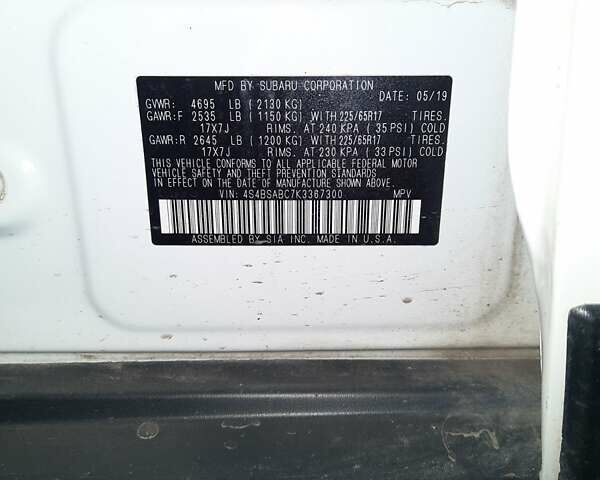 MFD BY SUBARU CORPORATION
DATE: 05/19
GVWR: 4695 LB (2130 KG)
GAWR:F 2535 LB (1150 KG) WITH 225/65R17 TIRES.
17X7J RIMS. AT 240 KPA (35 PSI) COLD
GAWR:R 2645 LB (1200 KG) WITH 225/65R17 TIRES.
17X7J RIMS. AT 230 KPA (33 PSI) COLD
THIS VEHICLE CONFORMS TO ALL APPLICABLE FEDERAL MOTOR
VEHICLE SAFETY AND THEFT PREVENTION STANDARDS
IN EFFECT ON THE DATE OF MANUFACTURE SHOWN ABOVE.
VIN: 4S4BSABC7K3367300 MPV
ASSEMBLED BY SIA INC. MADE IN U.S.A.